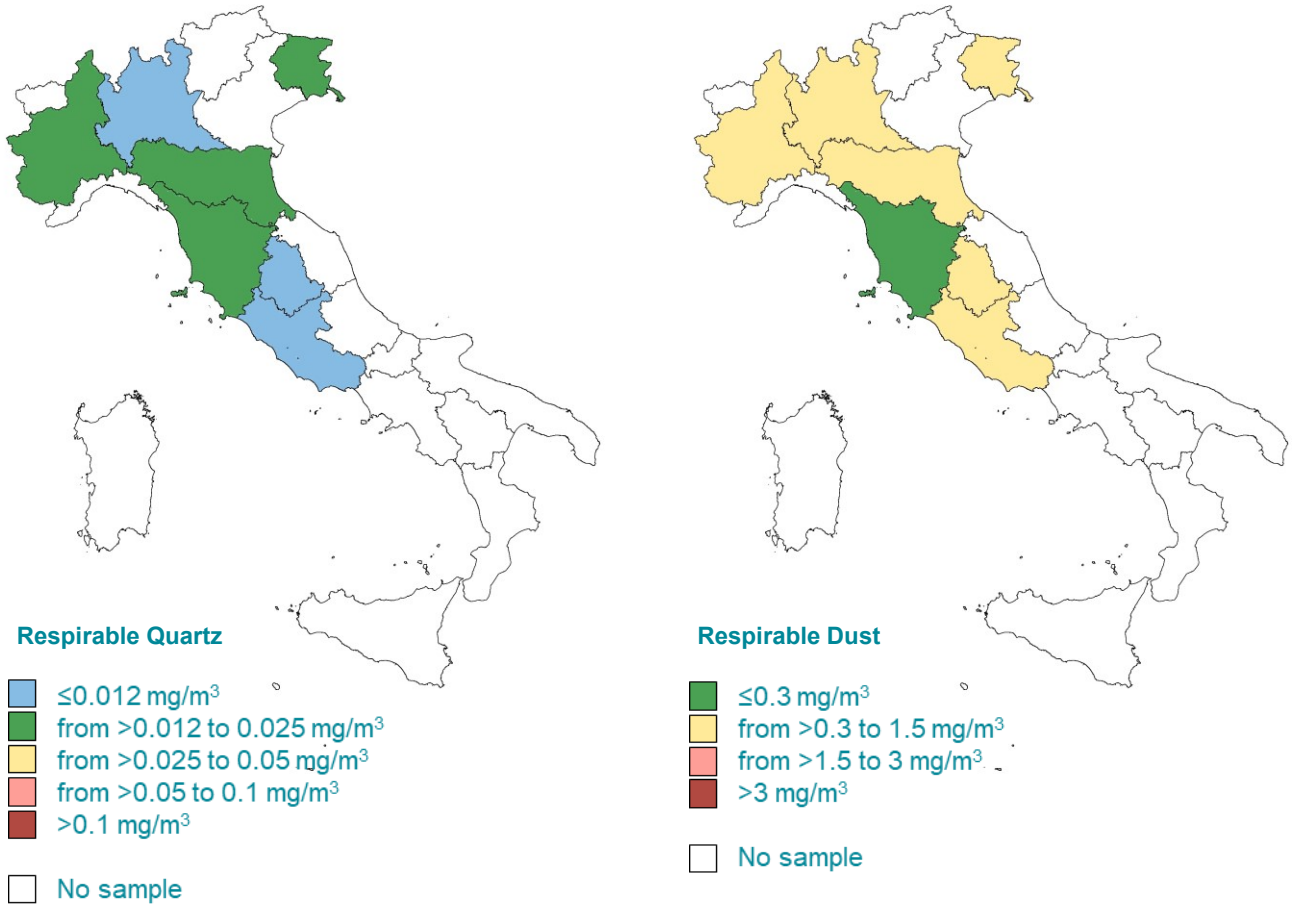 Respirable Quartz
≤0.012 mg/m³
from >0.012 to 0.025 mg/m³
from >0.025 to 0.05 mg/m³
from >0.05 to 0.1 mg/m³
>0.1 mg/m³
No sample
Respirable Dust
≤0.3 mg/m³
from >0.3 to 1.5 mg/m³
from >1.5 to 3 mg/m³
>3 mg/m³
No sample